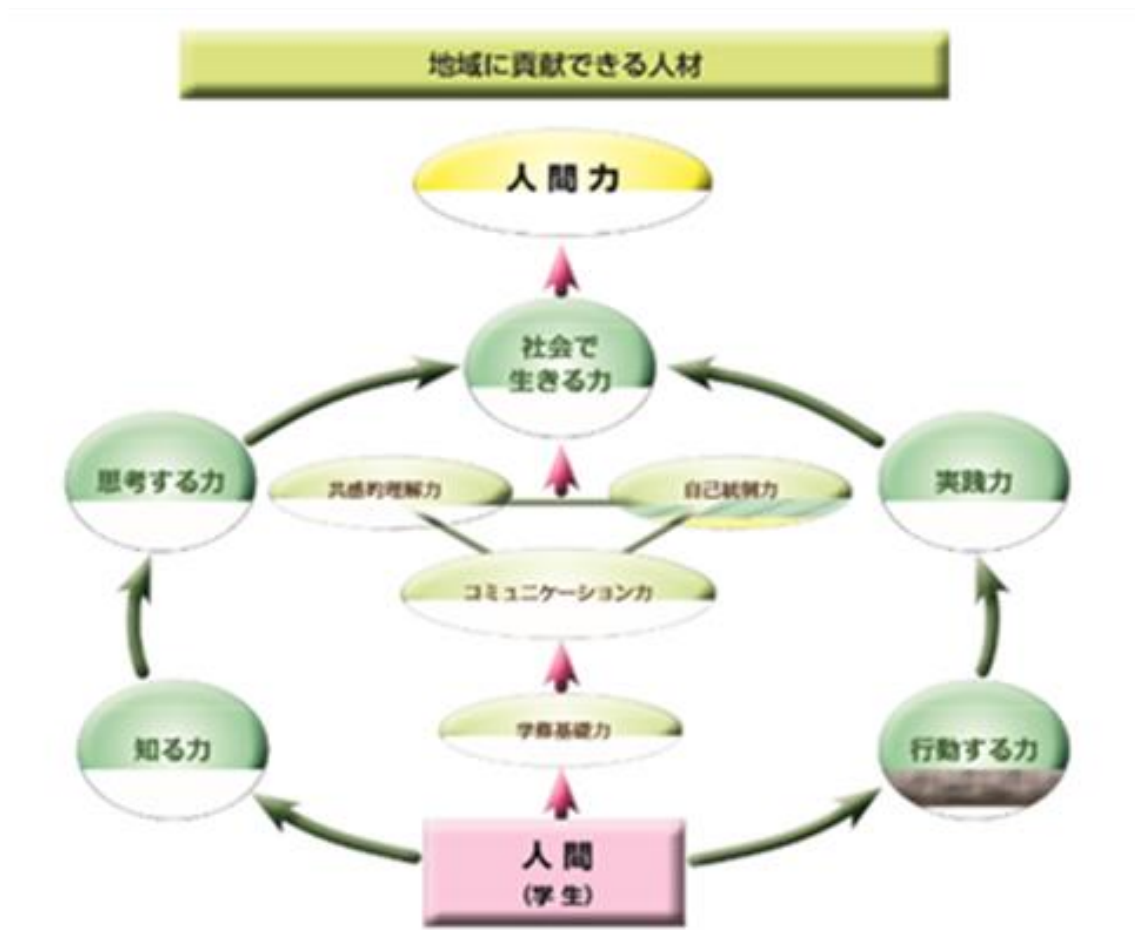 地域に貢献できる人材
人間力
社会で
生きる力
思考する力
共感的理解力
自己統制力
実践力
コミュニケーション力
学修基礎力
知る力
行動する力
人間
(学生)